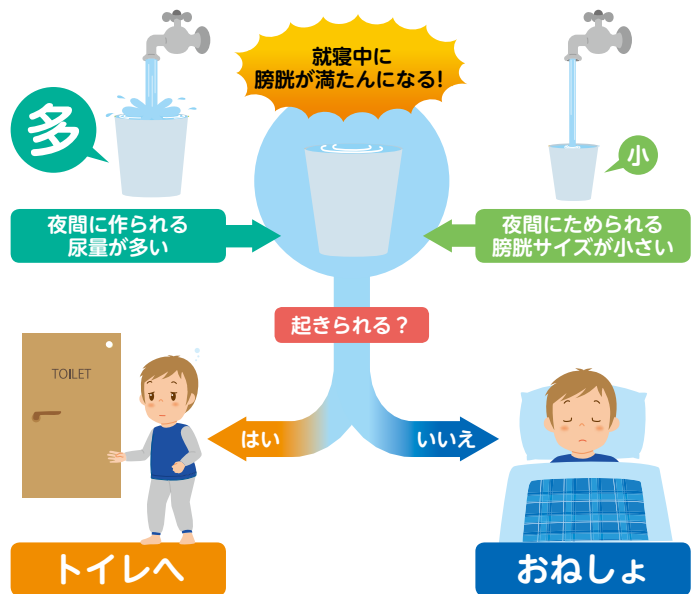 就寝中に
膀胱が満たんになる!
多
小
夜間に作られる
尿量が多い
夜間にためられる
膀胱サイズが小さい
起きられる？
TOILET
はい
いいえ
トイレへ
おねしょ